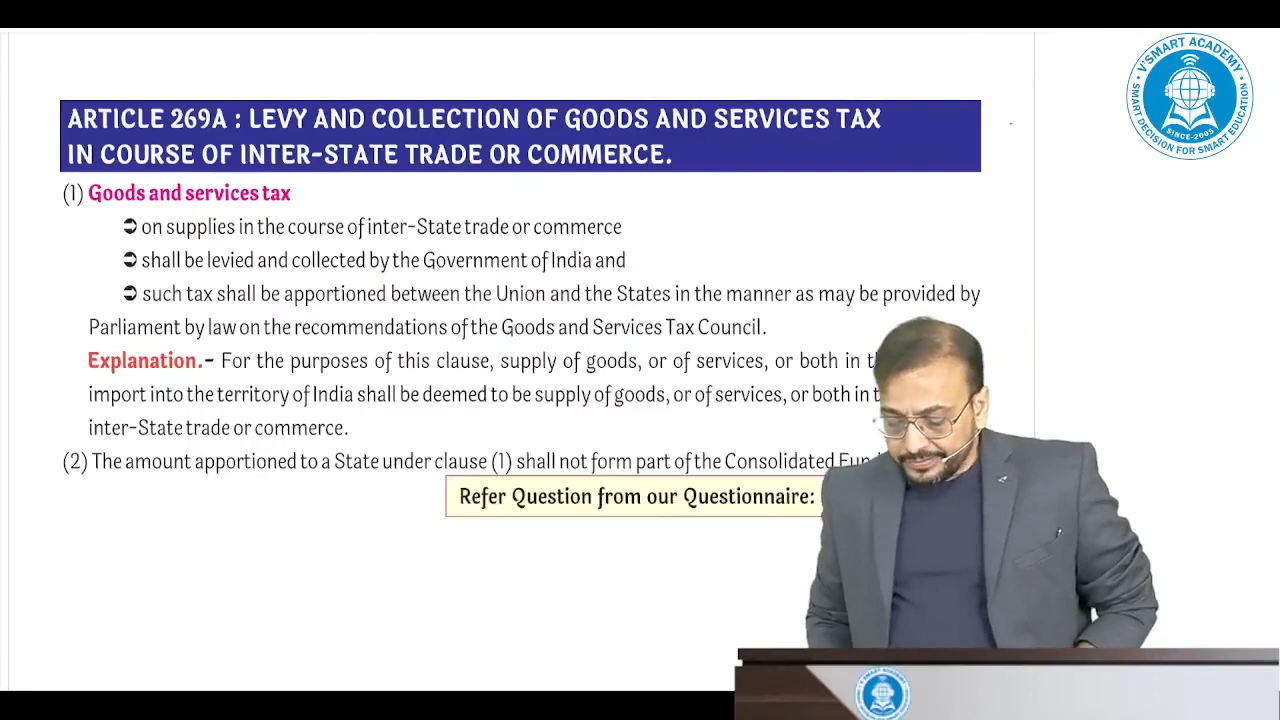 V'SMART ACADEMY
SINCE-2005
SMART DECISION FOR SMART EDUCATION
ARTICLE 269A : LEVY AND COLLECTION OF GOODS AND SERVICES TAX
IN COURSE OF INTER-STATE TRADE OR COMMERCE.
(1) Goods and services tax
➲ on supplies in the course of inter-State trade or commerce
➲ shall be levied and collected by the Government of India and
➲ such tax shall be apportioned between the Union and the States in the manner as may be provided by
Parliament by law on the recommendations of the Goods and Services Tax Council.
Explanation.- For the purposes of this clause, supply of goods, or of services, or both in
import into the territory of India shall be deemed to be supply of goods, or of services, or both in
inter-State trade or commerce.
(2) The amount apportioned to a State under clause (1) shall not form part of the Consolidated
Refer Question from our Questionnaire: